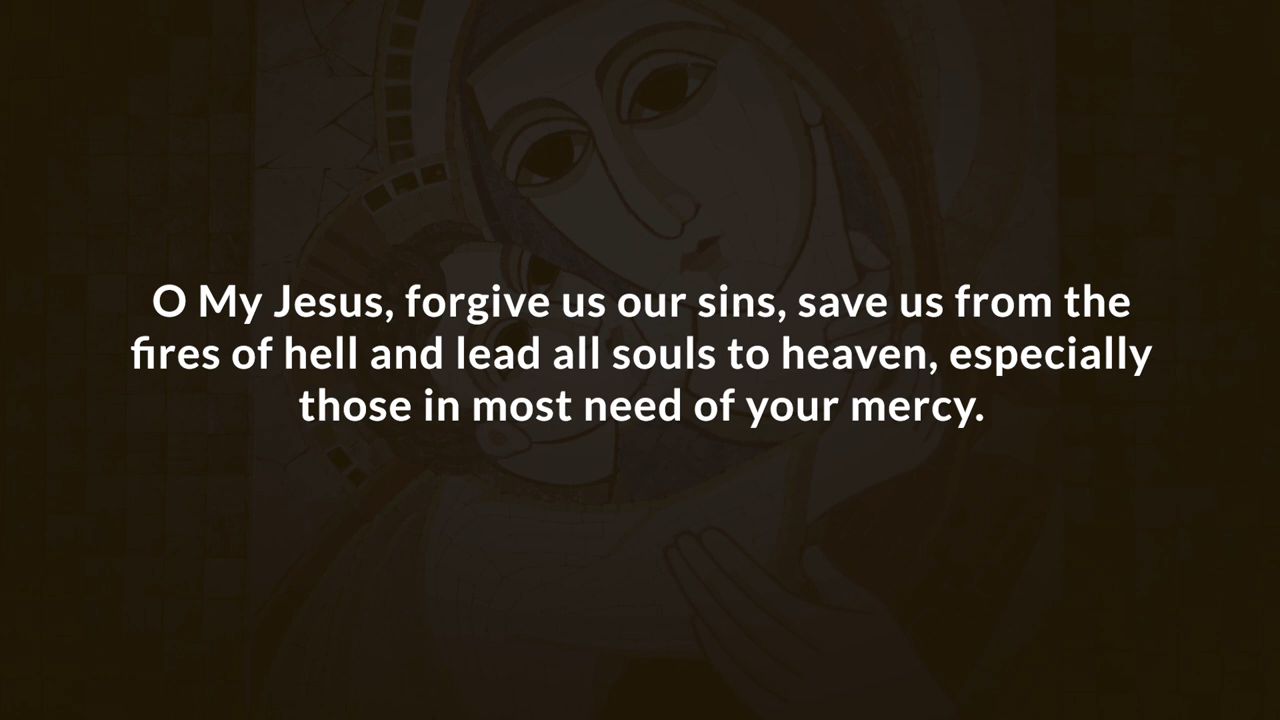 O My Jesus, forgive us our sins, save us from the
fires of hell and lead all souls to heaven, especially
those in most need of your mercy.